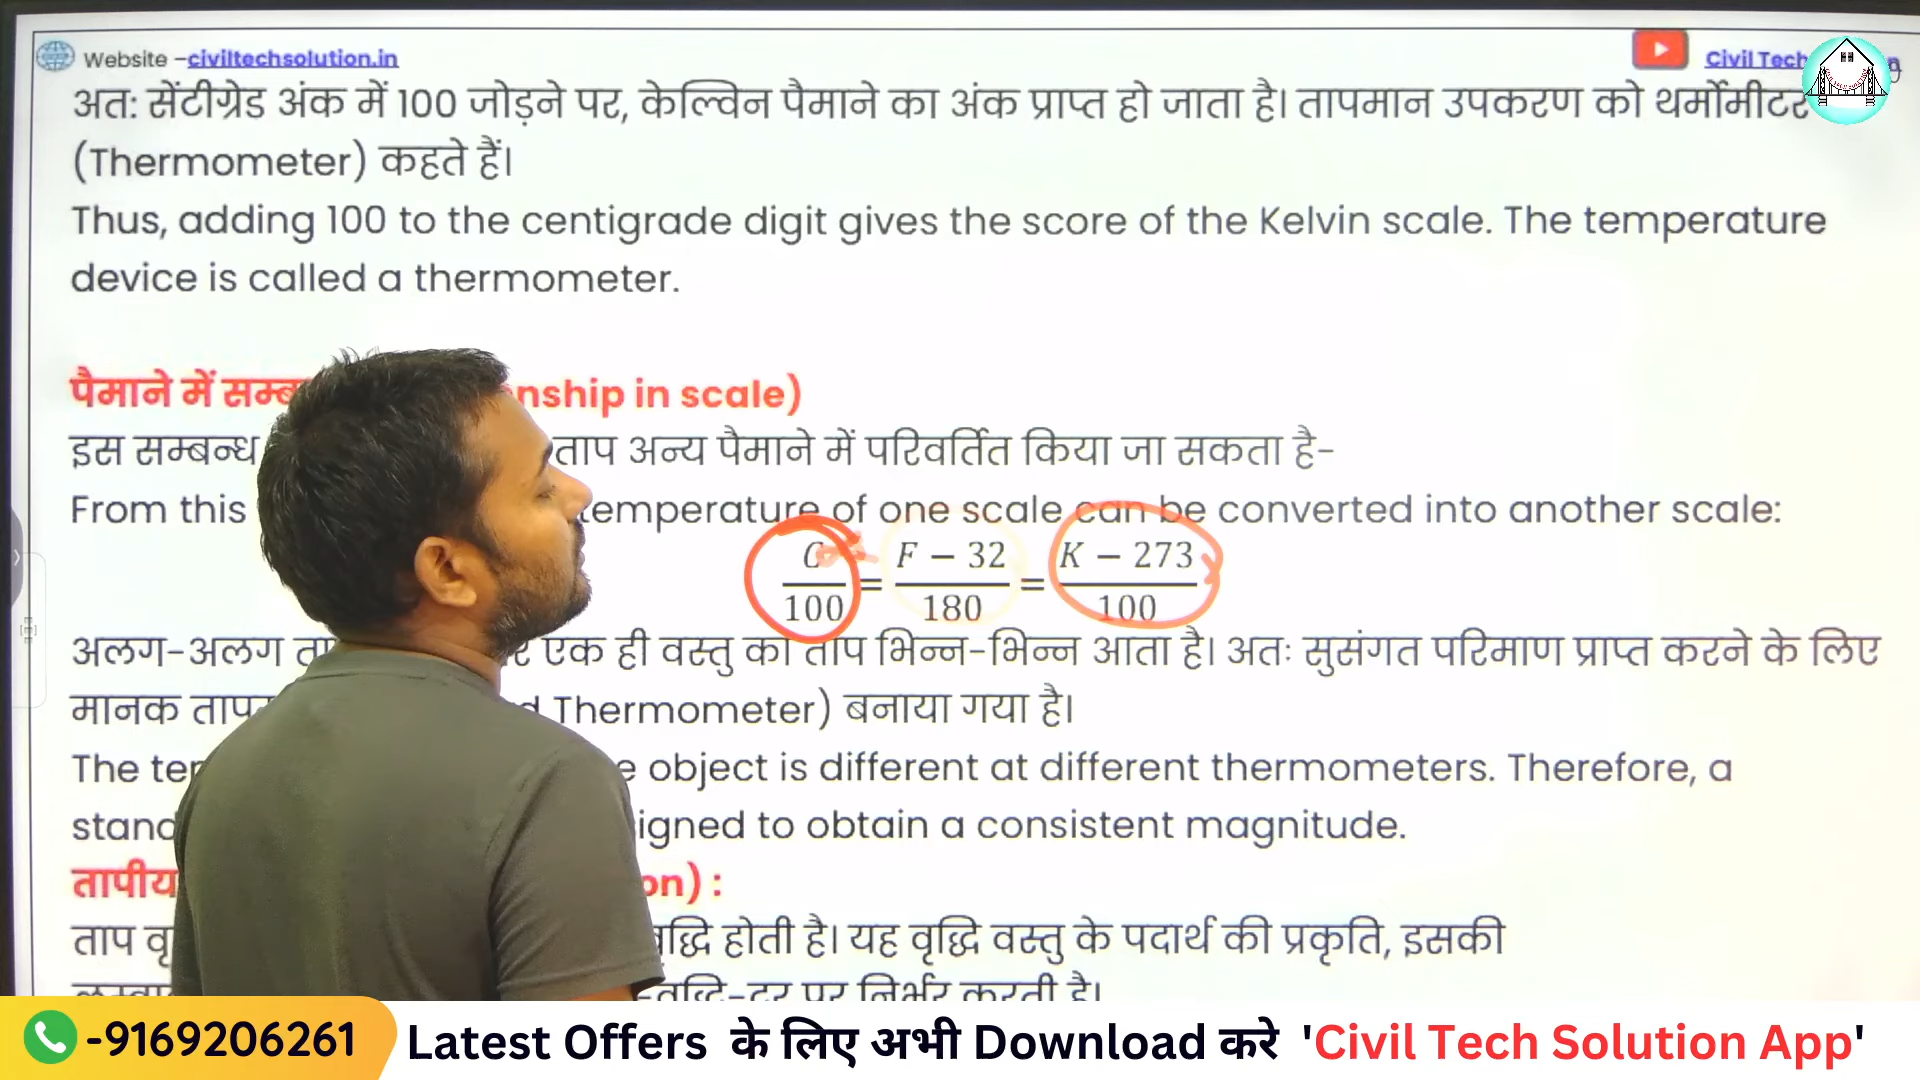 Website –civiltechsolution.in
Civil Tech
अत: सेंटीग्रेड अंक में 100 जोड़ने पर, केल्विन पैमाने का अंक प्राप्त हो जाता है। तापमान उपकरण को थर्मोमीटर
(Thermometer) कहते हैं।
Thus, adding 100 to the centigrade digit gives the score of the Kelvin scale. The temperature
device is called a thermometer.
पैमाने में nship in scale)
इस सम्बन्ध ताप अन्य पैमाने में परिवर्तित किया जा सकता है-
From this temperature of one scale can be converted into another scale:
C/100 = F − 32/180 = K − 273/100
अलग-अलग एक ही वस्तु का ताप भिन्न-भिन्न आता है। अतः सुसंगत परिमाण प्राप्त करने के लिए
मानक Thermometer) बनाया गया है।
The object is different at different thermometers. Therefore, a
igned to obtain a consistent magnitude.
on) :
ताप होती है। यह वृद्धि वस्तु के पदार्थ की प्रकृति, इसकी
-वृद्धि-दर पर निर्भर करती है।
-9169206261
Latest Offers के लिए अभी Download करे 'Civil Tech Solution App'